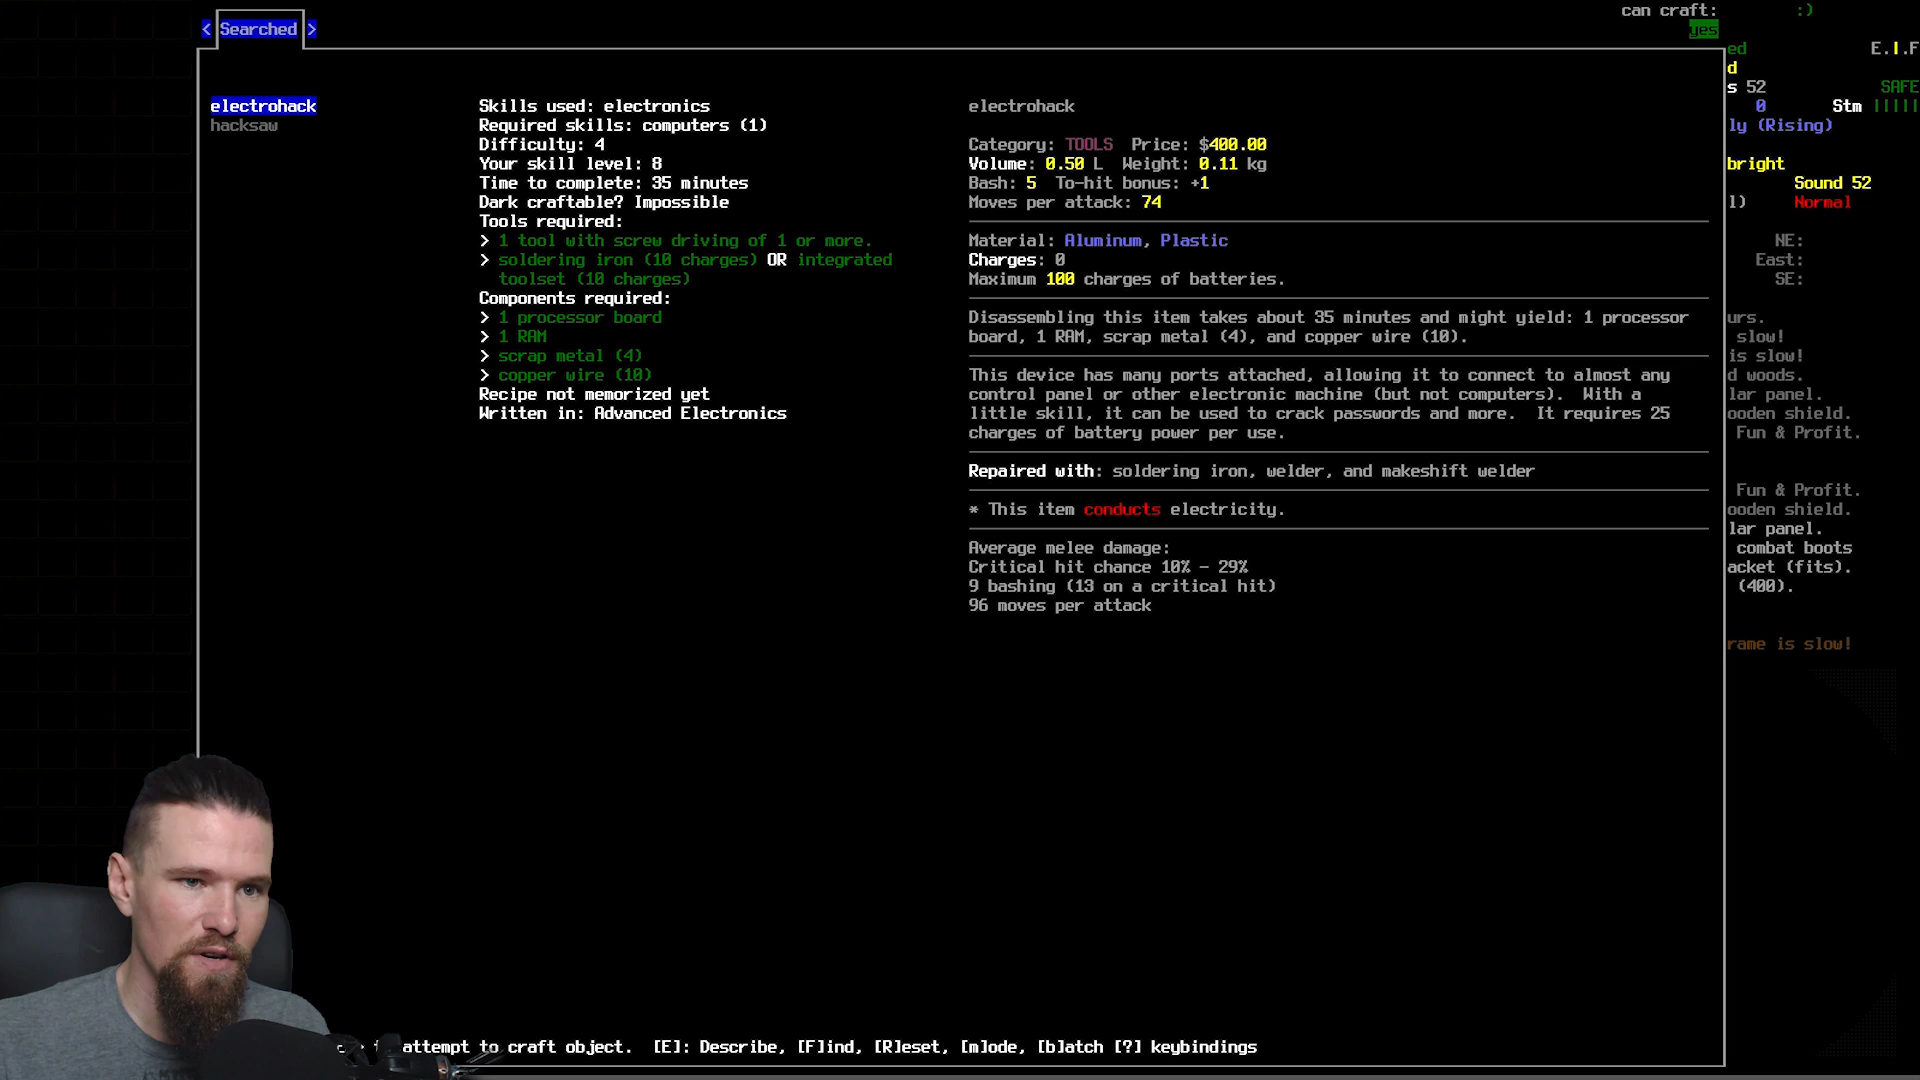 can craft: :)
< Searched >
yes
electrohack
hacksaw
Skills used: electronics
Required skills: computers (1)
Difficulty: 4
Your skill level: 8
Time to complete: 35 minutes
Dark craftable? Impossible
Tools required:
> 1 tool with screw driving of 1 or more.
> soldering iron (10 charges) OR integrated
toolset (10 charges)
Components required:
> 1 processor board
> 1 RAM
> scrap metal (4)
> copper wire (10)
Recipe not memorized yet
Written in: Advanced Electronics
electrohack
Category: TOOLS Price: $400.00
Volume: 0.50 L Weight: 0.11 kg
Bash: 5 To-hit bonus: +1
Moves per attack: 74
Material: Aluminum, Plastic
Charges: 0
Maximum 100 charges of batteries.
Disassembling this item takes about 35 minutes and might yield: 1 processor
board, 1 RAM, scrap metal (4), and copper wire (10).
This device has many ports attached, allowing it to connect to almost any
control panel or other electronic machine (but not computers). With a
little skill, it can be used to crack passwords and more. It requires 25
charges of battery power per use.
Repaired with: soldering iron, welder, and makeshift welder
* This item conducts electricity.
Average melee damage:
Critical hit chance 10% - 29%
9 bashing (13 on a critical hit)
96 moves per attack
ed E.I.F
d
s 52 SAFE
0 Stm |||||
ly (Rising)
bright
Sound 52
l) Normal
NE:
East:
SE:
urs.
slow!
is slow!
d woods.
lar panel.
ooden shield.
Fun & Profit.
Fun & Profit.
ooden shield.
lar panel.
combat boots
acket (fits).
(400).
rame is slow!
attempt to craft object. [E]: Describe, [F]ind, [R]eset, [m]ode, [b]atch [?] keybindings